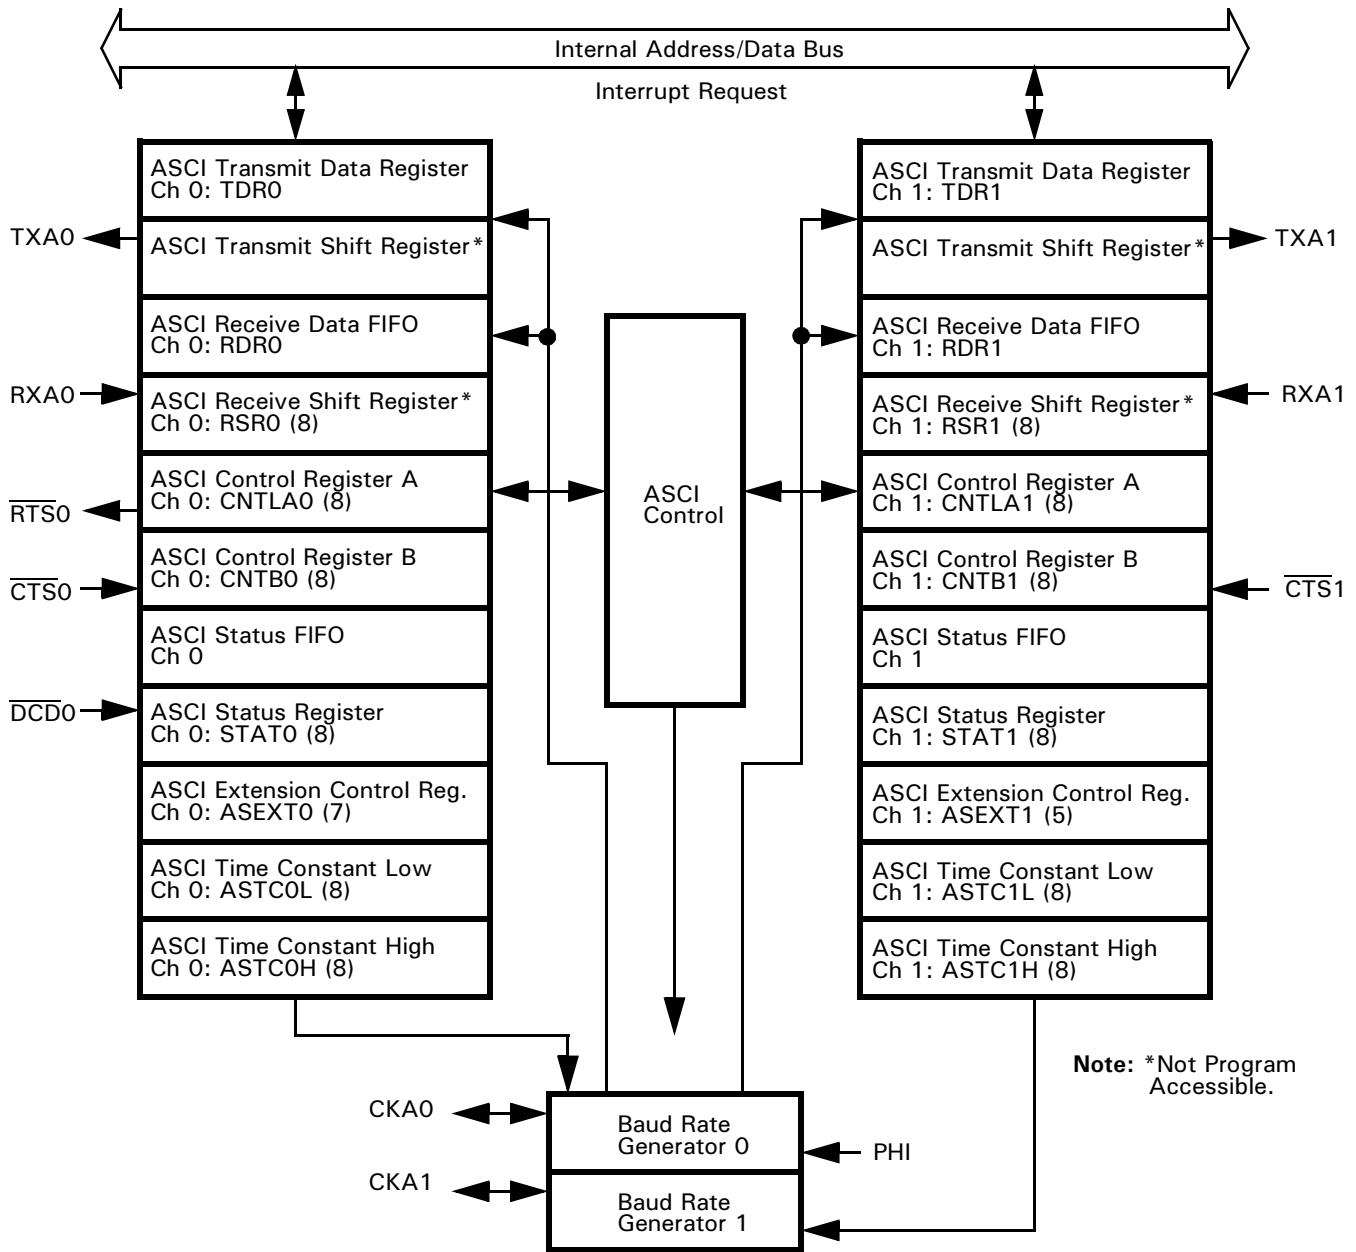 Internal Address/Data Bus
Interrupt Request
ASCI Transmit Data Register
Ch 0: TDR0
ASCI Transmit Shift Register*
ASCI Receive Data FIFO
Ch 0: RDR0
ASCI Receive Shift Register*
Ch 0: RSR0 (8)
ASCI Control Register A
Ch 0: CNTLA0 (8)
ASCI Control Register B
Ch 0: CNTB0 (8)
ASCI Status FIFO
Ch 0
ASCI Status Register
Ch 0: STAT0 (8)
ASCI Extension Control Reg.
Ch 0: ASEXT0 (7)
ASCI Time Constant Low
Ch 0: ASTC0L (8)
ASCI Time Constant High
Ch 0: ASTC0H (8)
TXA0
RXA0
R̅T̅S̅0
C̅T̅S̅0
D̅C̅D̅0
ASCI
Control
ASCI Transmit Data Register
Ch 1: TDR1
ASCI Transmit Shift Register*
ASCI Receive Data FIFO
Ch 1: RDR1
ASCI Receive Shift Register*
Ch 1: RSR1 (8)
ASCI Control Register A
Ch 1: CNTLA1 (8)
ASCI Control Register B
Ch 1: CNTB1 (8)
ASCI Status FIFO
Ch 1
ASCI Status Register
Ch 1: STAT1 (8)
ASCI Extension Control Reg.
Ch 1: ASEXT1 (5)
ASCI Time Constant Low
Ch 1: ASTC1L (8)
ASCI Time Constant High
Ch 1: ASTC1H (8)
TXA1
RXA1
C̅T̅S̅1
Note: *Not Program
Accessible.
CKA0
CKA1
Baud Rate
Generator 0
Baud Rate
Generator 1
PHI